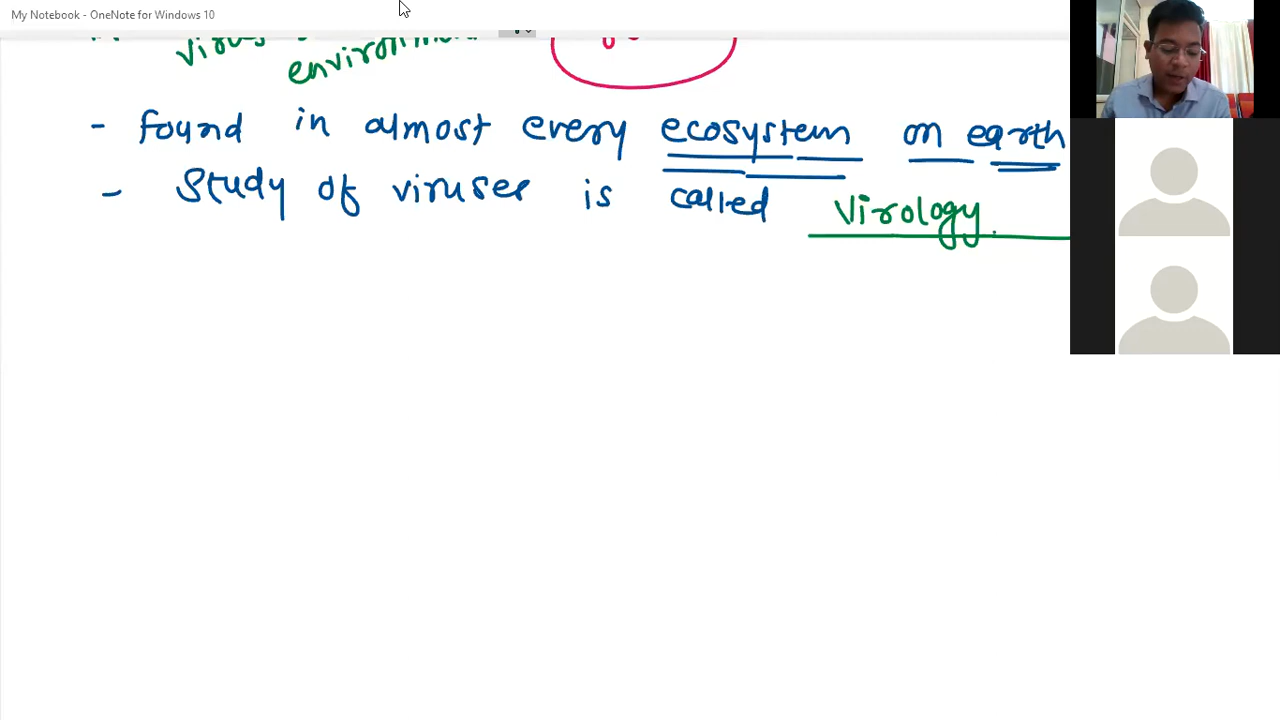 My Notebook - OneNote for Windows 10
virus
environment
- found in almost every ecosystem on earth
- Study of viruses is called Virology.